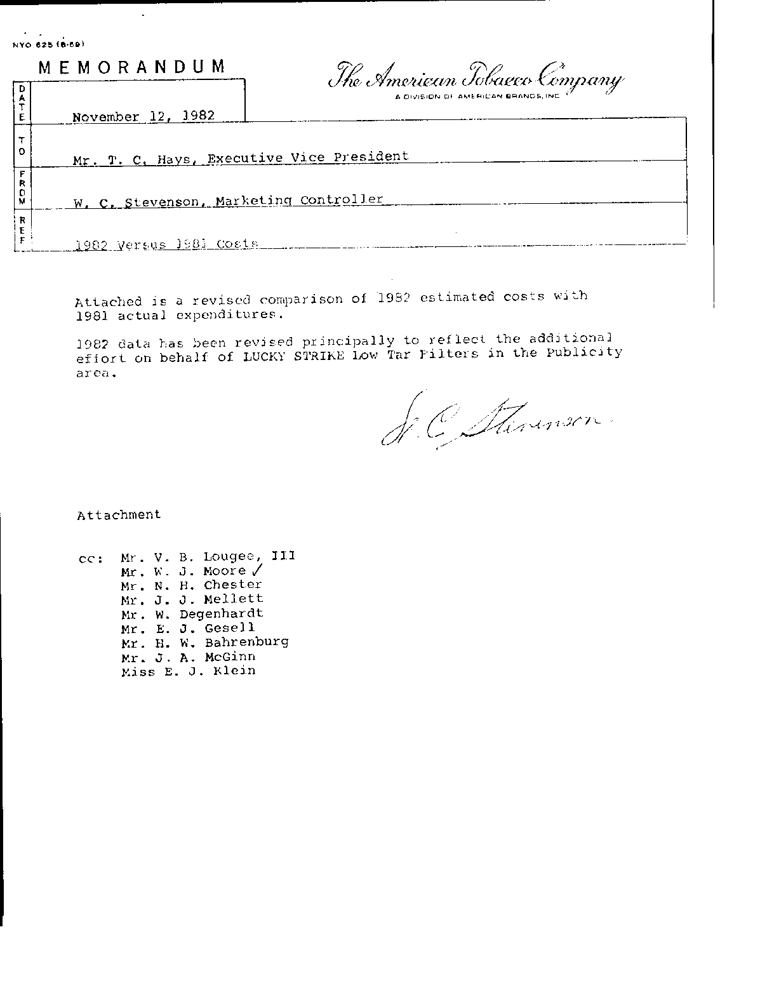 NYO 625 (8-69)
MEMORANDUM
The American Tobacco Company
A DIVISION OF AMERICAN BRANDS, INC.
DATE
November 12, 1982
TO
Mr. T. C. Hays, Executive Vice President
FROM
W. C. Stevenson, Marketing Controller
REF
1982 Versus 1981 Costs
Attached is a revised comparison of 1982 estimated costs with
1981 actual expenditures.
1982 data has been revised principally to reflect the additional
effort on behalf of LUCKY STRIKE Low Tar Filters in the Publicity
area.
W. C. Stevenson
Attachment
cc: Mr. V. B. Lougee, III
Mr. W. J. Moore ✓
Mr. N. H. Chester
Mr. J. J. Mellett
Mr. W. Degenhardt
Mr. E. J. Gesell
Mr. H. W. Bahrenburg
Mr. J. A. McGinn
Miss E. J. Klein